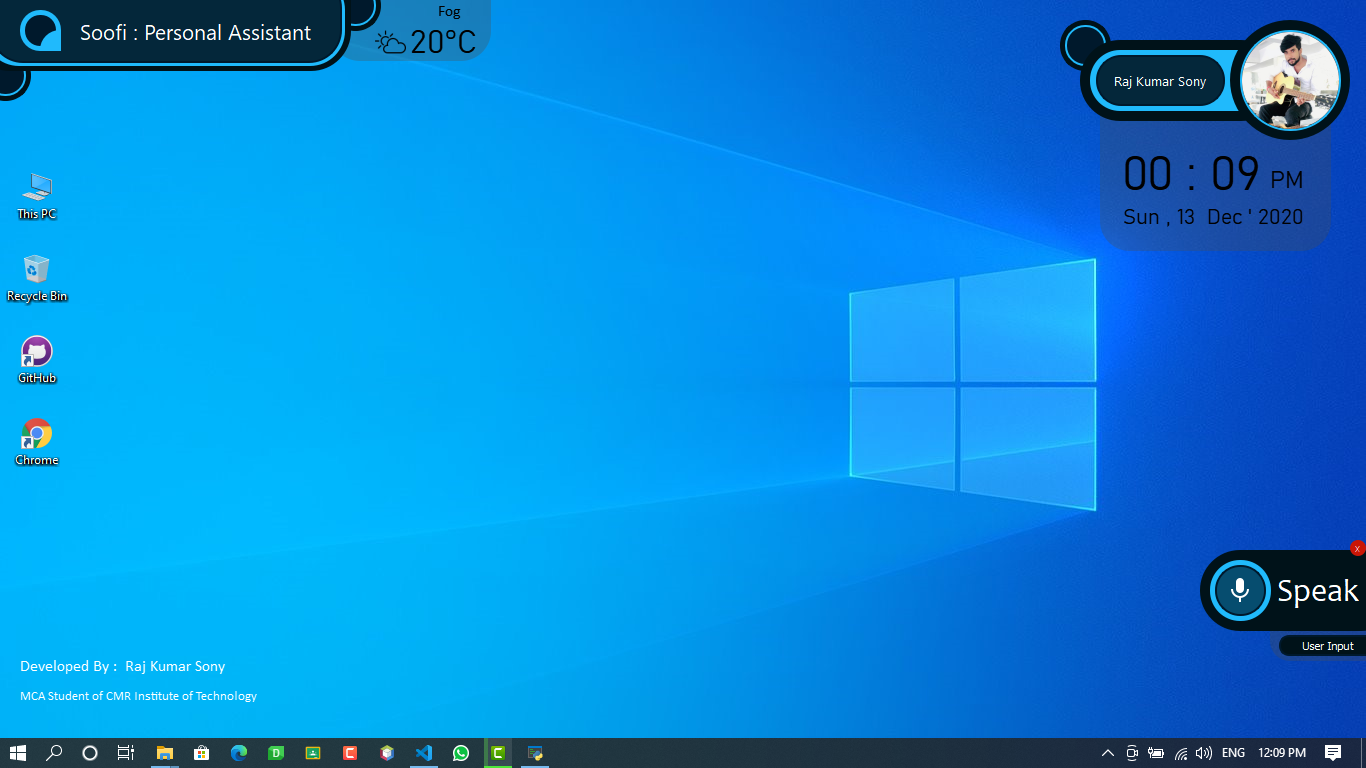 Soofi : Personal Assistant
Fog
20°C
Raj Kumar Sony
00 : 09 PM
Sun , 13 Dec ' 2020
This PC
Recycle Bin
GitHub
Chrome
x
Speak
User Input
Developed By : Raj Kumar Sony
MCA Student of CMR Institute of Technology
D
C
C
ENG
12:09 PM